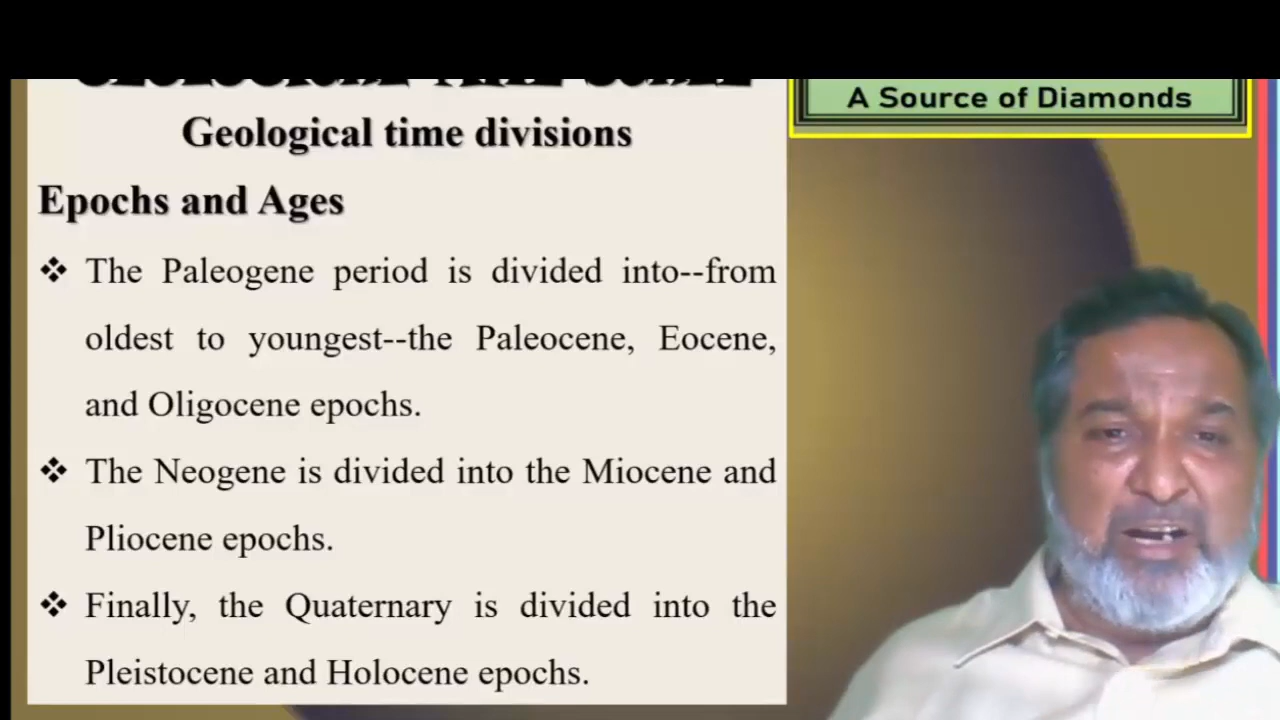 A Source of Diamonds
Geological time divisions
Epochs and Ages
❖ The Paleogene period is divided into--from
oldest to youngest--the Paleocene, Eocene,
and Oligocene epochs.
❖ The Neogene is divided into the Miocene and
Pliocene epochs.
❖ Finally, the Quaternary is divided into the
Pleistocene and Holocene epochs.